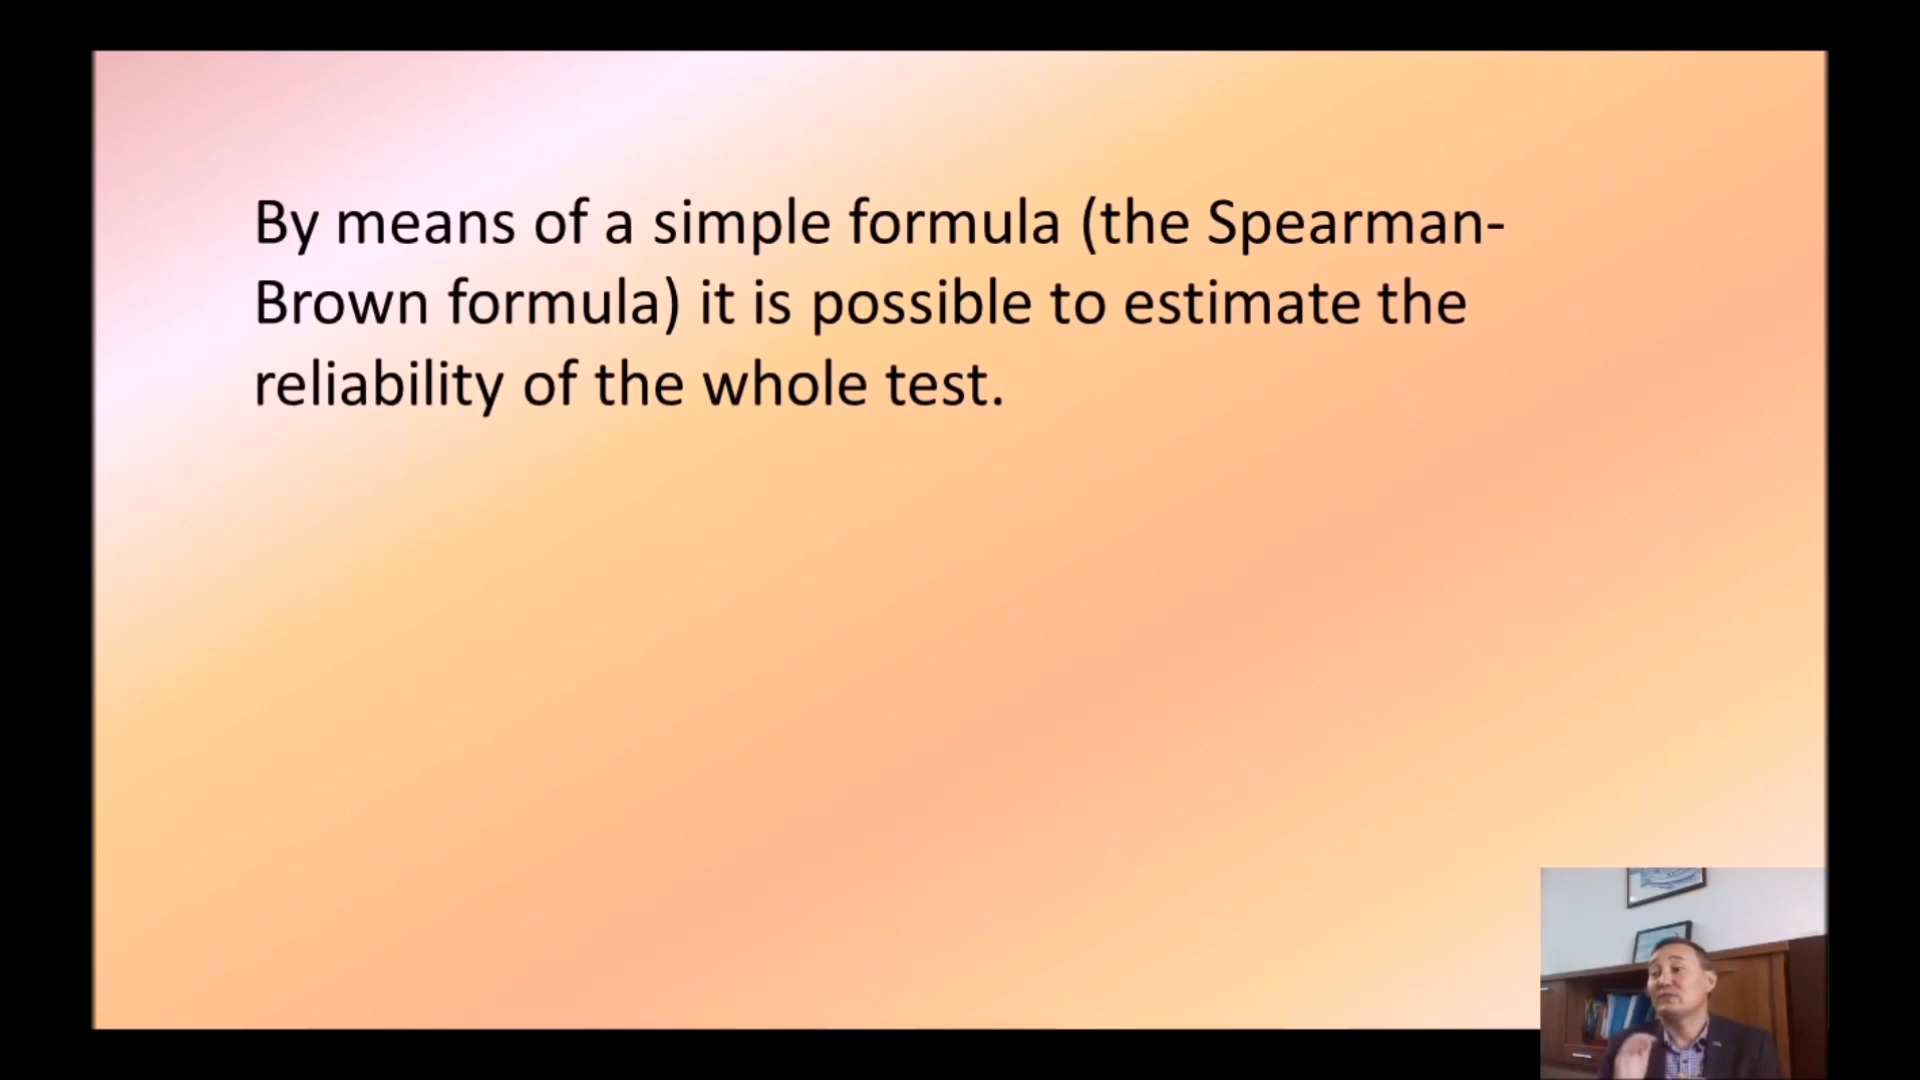 By means of a simple formula (the Spearman-
Brown formula) it is possible to estimate the
reliability of the whole test.